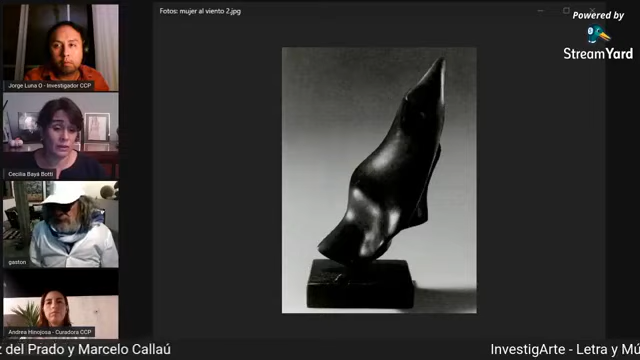 Fotos: mujer al viento 2.jpg
Powered by
StreamYard
Jorge Luna O - Investigador CCP
Cecilia Bayá Botti
gaston
Andrea Hinojosa - Curadora CCP
z del Prado y Marcelo Callaú
InvestigArte - Letra y Mú